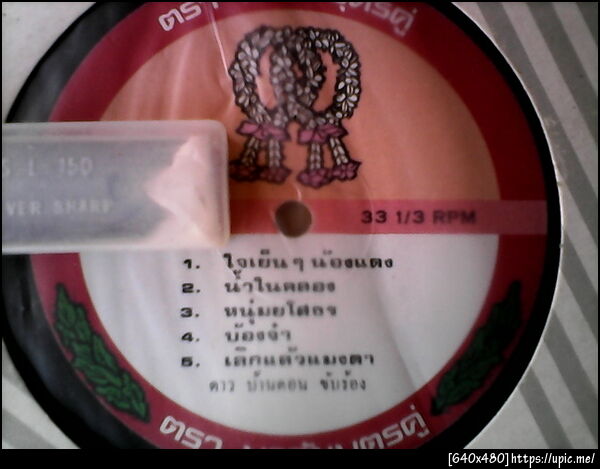 ตรา
S L 150
VER SHARP
33 1/3 RPM
1. ใจเย็นๆ น้องแดง
2. น้ำในคลอง
3. หนุ่มยโสธร
4. น้องจ๋า
5. เลิกแล้วแมงดา
ดาว บ้านดอน ขับร้อง
ตรา
[640x480]https://upic.me/